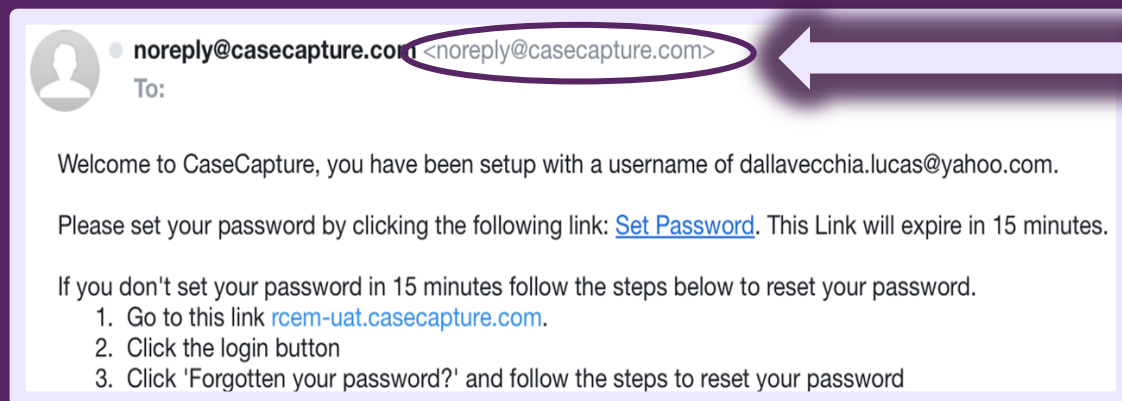 noreply@casecapture.com <noreply@casecapture.com>
To:
Welcome to CaseCapture, you have been setup with a username of dallavecchia.lucas@yahoo.com.
Please set your password by clicking the following link: Set Password. This Link will expire in 15 minutes.
If you don't set your password in 15 minutes follow the steps below to reset your password.
1. Go to this link rcem-uat.casecapture.com.
2. Click the login button
3. Click 'Forgotten your password?' and follow the steps to reset your password